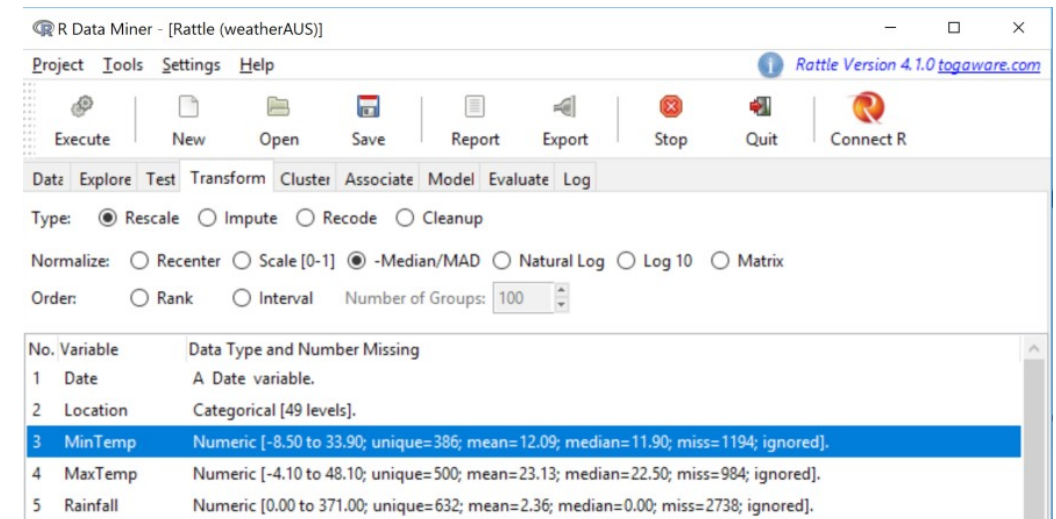 R Data Miner - [Rattle (weatherAUS)]
Project Tools Settings Help Rattle Version 4.1.0 togaware.com
Execute New Open Save Report Export Stop Quit Connect R
Data Explore Test Transform Cluster Associate Model Evaluate Log
Type: Rescale Impute Recode Cleanup
Normalize: Recenter Scale [0-1] -Median/MAD Natural Log Log 10 Matrix
Order: Rank Interval Number of Groups: 100
No. Variable Data Type and Number Missing
1 Date A Date variable.
2 Location Categorical [49 levels].
3 MinTemp Numeric [-8.50 to 33.90; unique=386; mean=12.09; median=11.90; miss=1194; ignored].
4 MaxTemp Numeric [-4.10 to 48.10; unique=500; mean=23.13; median=22.50; miss=984; ignored].
5 Rainfall Numeric [0.00 to 371.00; unique=632; mean=2.36; median=0.00; miss=2738; ignored].